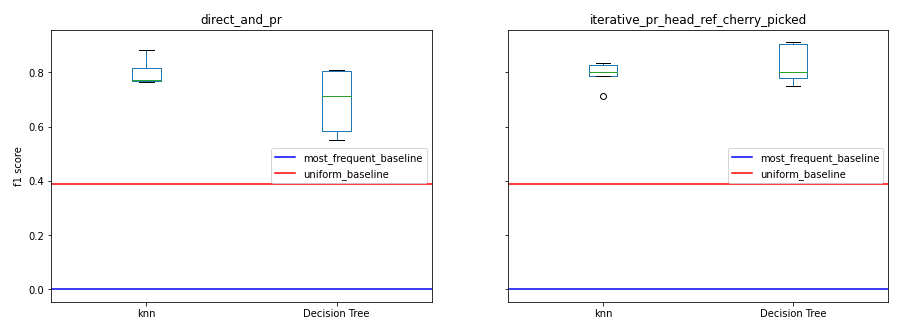 direct_and_pr
iterative_pr_head_ref_cherry_picked
f1 score
0.8
0.6
0.4
0.2
0.0
most_frequent_baseline
uniform_baseline
most_frequent_baseline
uniform_baseline
knn
Decision Tree
knn
Decision Tree